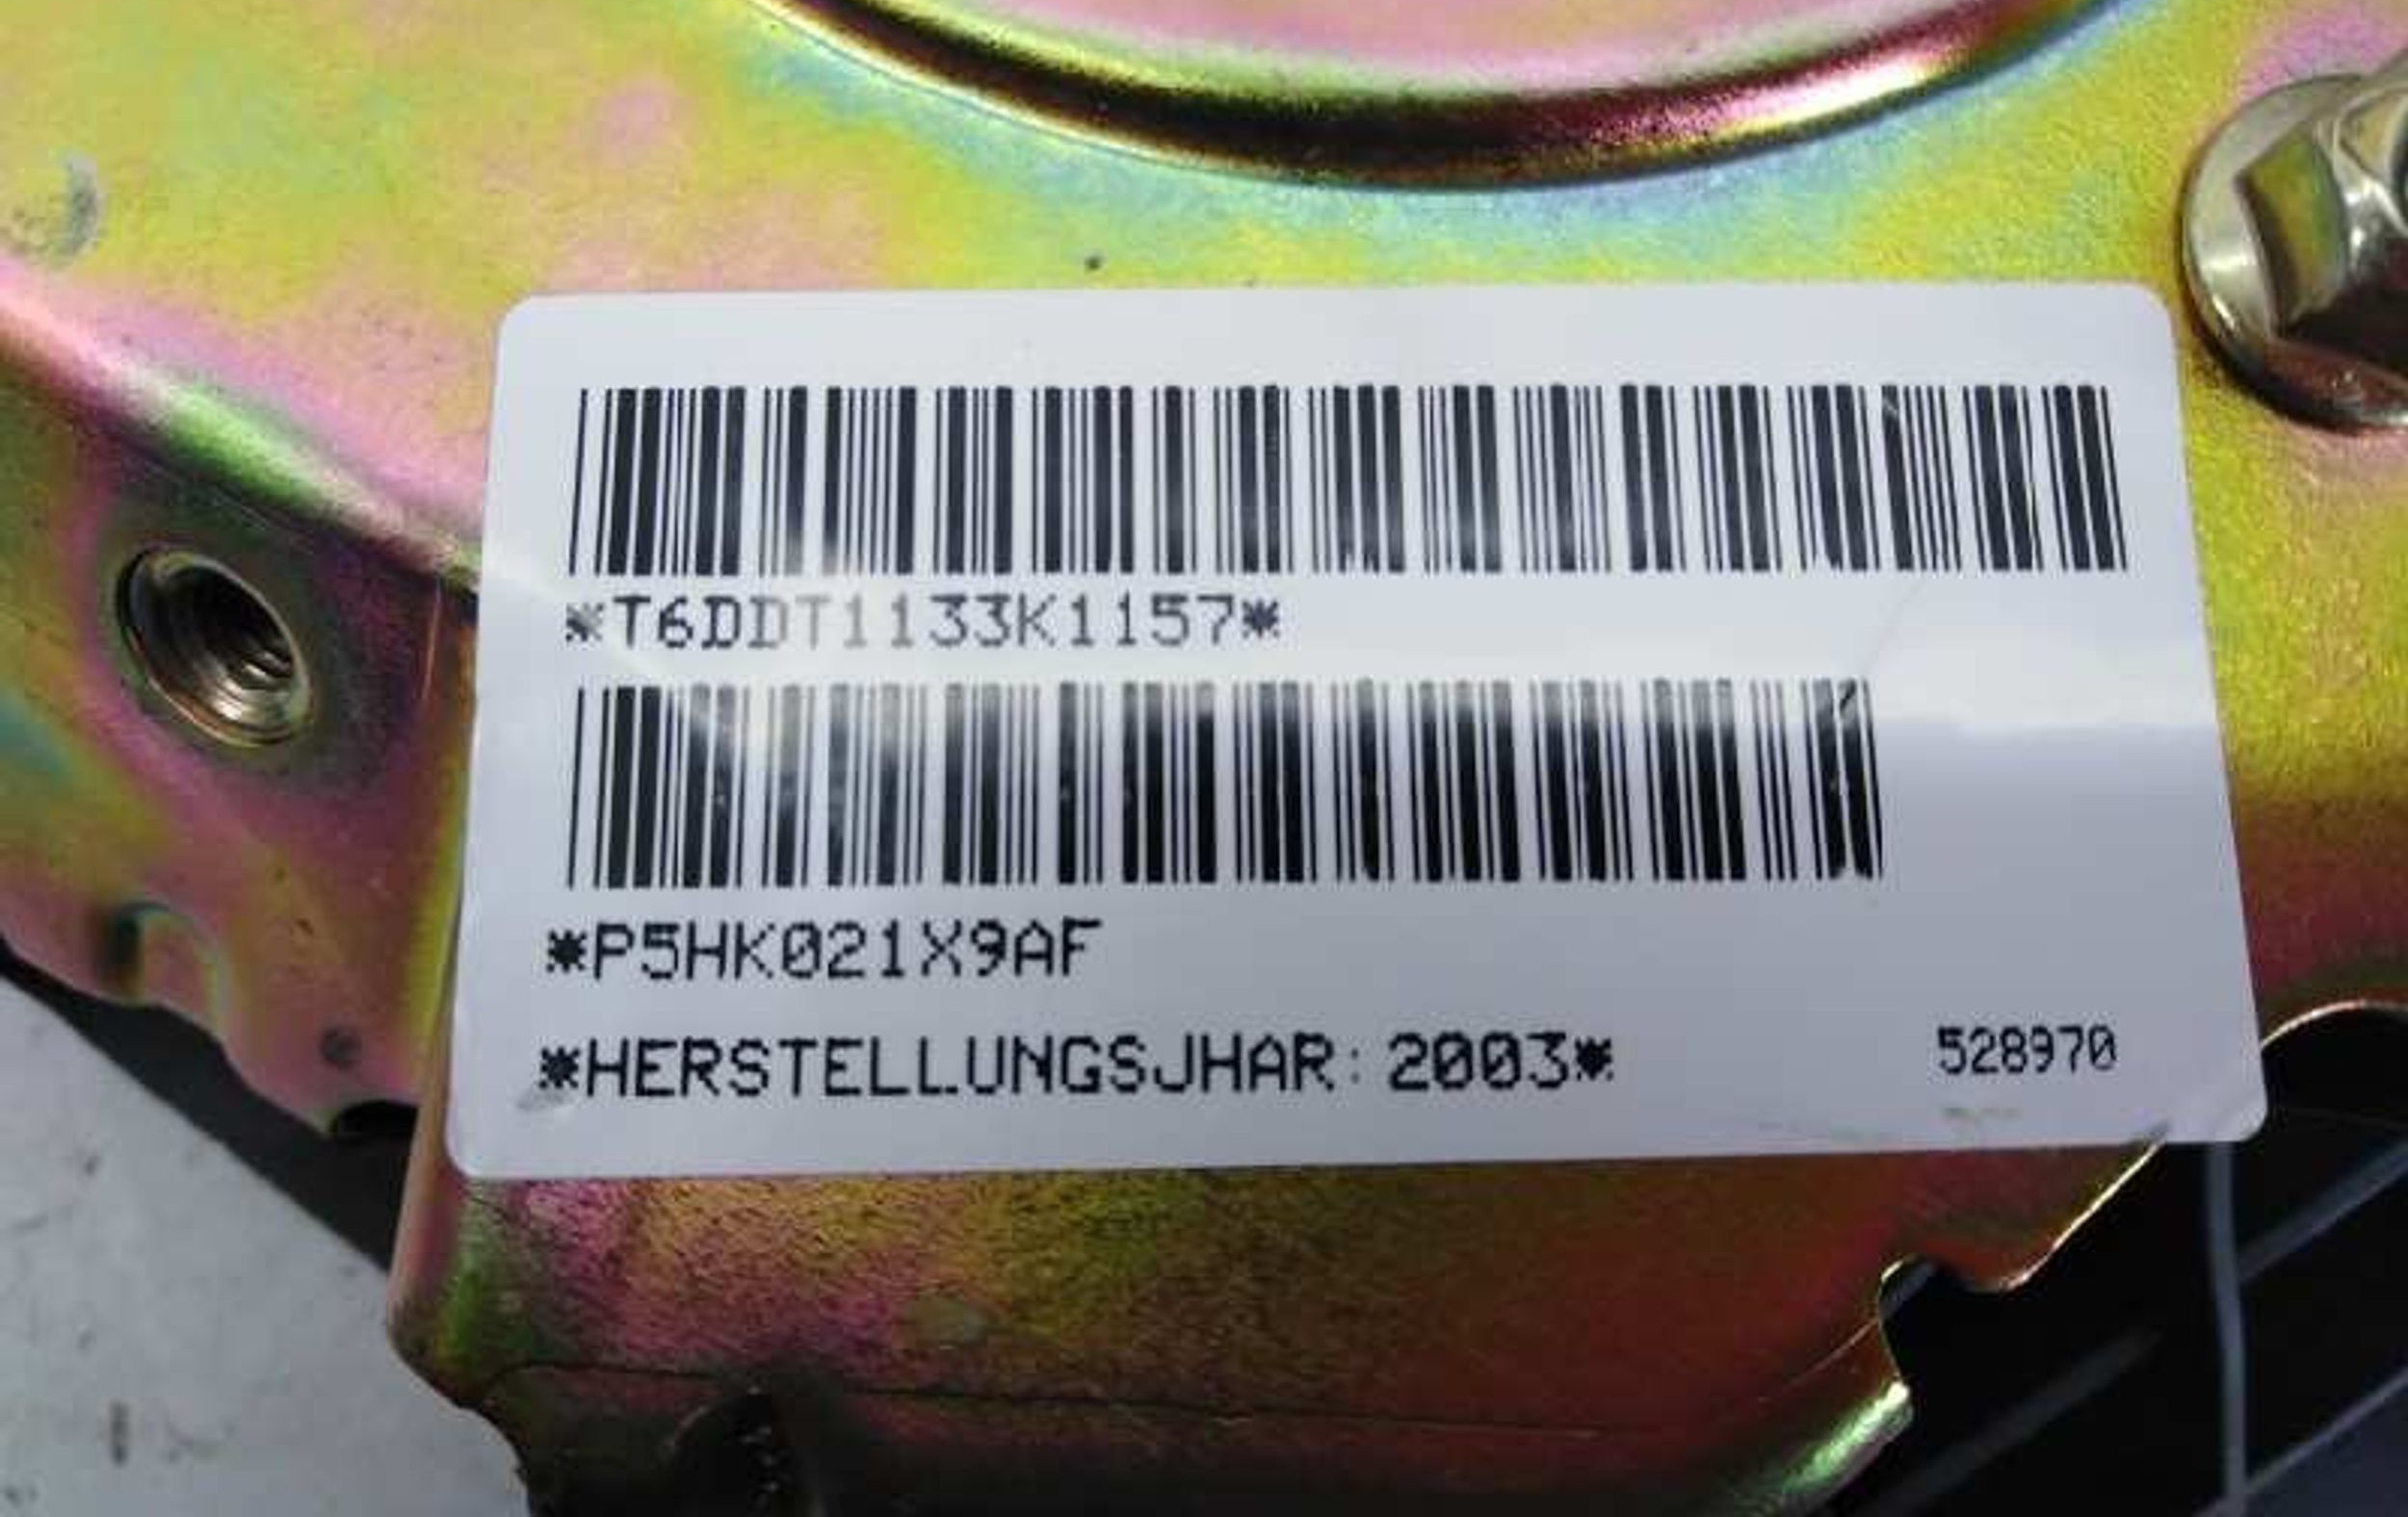 *T6DDT1133K1157*
*P5HK021X9AF
*HERSTELLUNGSJHAR: 2003*
528970